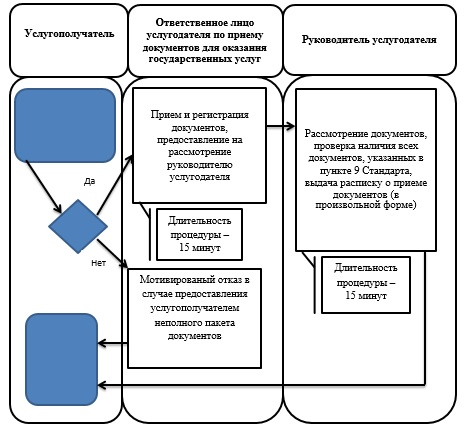 Услугополучатель
Ответственное лицо
услугодателя по приему
документов для оказания
государственных услуг
Руководитель услугодателя
Прием и регистрация
документов,
предоставление на
рассмотрение
руководителю
услугодателя
Рассмотрение документов,
проверка наличия всех
документов, указанных в
пункте 9 Стандарта,
выдача расписку о приеме
документов (в
произвольной форме)
Да
Длительность
процедуры –
15 минут
Нет
Длительность
процедуры –
15 минут
Мотивированый отказ в
случае предоставления
услугополучателем
неполного пакета
документов